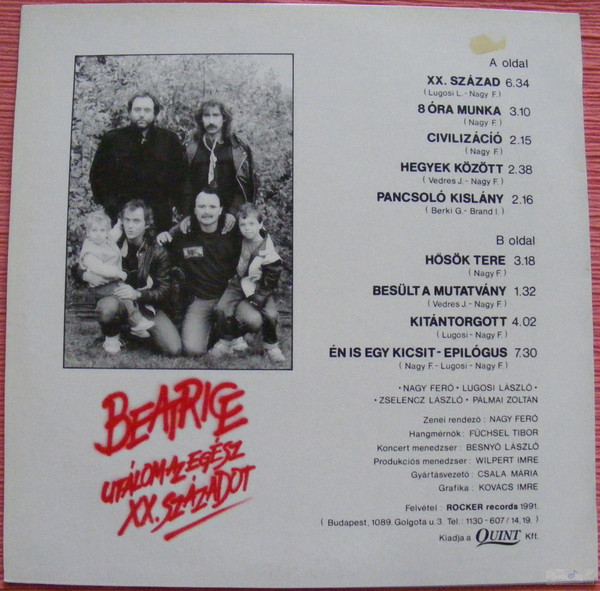 A oldal
XX. SZÁZAD 6.34
( Lugosi L. - Nagy F. )
8 ÓRA MUNKA 3.10
( Nagy F. )
CIVILIZÁCIÓ 2.15
( Nagy F. )
HEGYEK KÖZÖTT 2.38
( Vedres J. - Nagy F. )
PANCSOLÓ KISLÁNY 2.16
( Berki G. - Brand I. )
B oldal
HŐSÖK TERE 3.18
( Nagy F. )
BESÜLT A MUTATVÁNY 1.32
( Vedres J. - Nagy F. )
KITÁNTORGOTT 4.02
( Lugosi - Nagy F. )
ÉN IS EGY KICSIT - EPILÓGUS 7.30
( Nagy F. - Lugosi - Nagy F. )
• NAGY FERÓ • LUGOSI LÁSZLÓ •
• ZSELENCZ LÁSZLÓ • PÁLMAI ZOLTÁN
Zenei rendező : NAGY FERÓ
Hangmérnök : FÜCHSEL TIBOR
Koncert menedzser : BESNYŐ LÁSZLÓ
Produkciós menedzser : WILPERT IMRE
Gyártásvezető : CSALA MÁRIA
Grafika : KOVÁCS IMRE
Felvétel : ROCKER records 1991.
( Budapest, 1089. Golgota u. 3. Tel. : 1130 - 607 / 14, 19. )
Kiadja a QUINT Kft.
BEATRICE
UTÁLOM AZ EGÉSZ
XX. SZÁZADOT